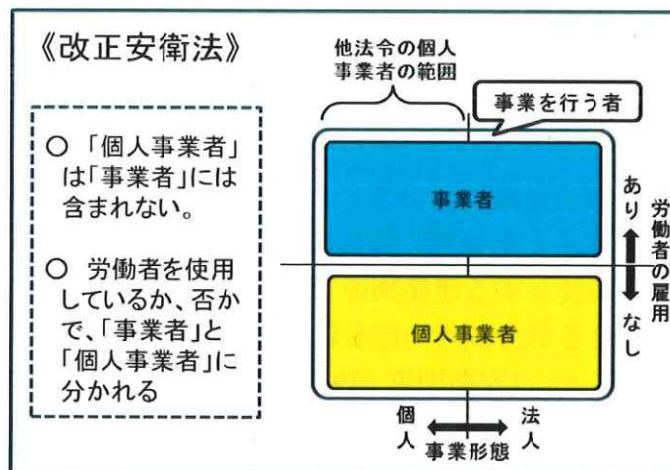 《改正安衛法》
○ 「個人事業者」
は「事業者」には
含まれない。
○ 労働者を使用
しているか、否か
で、「事業者」と
「個人事業者」に
分かれる
他法令の個人
事業者の範囲
事業を行う者
事業者
個人事業者
あり
なし
労働者の雇用
個人
法人
事業形態